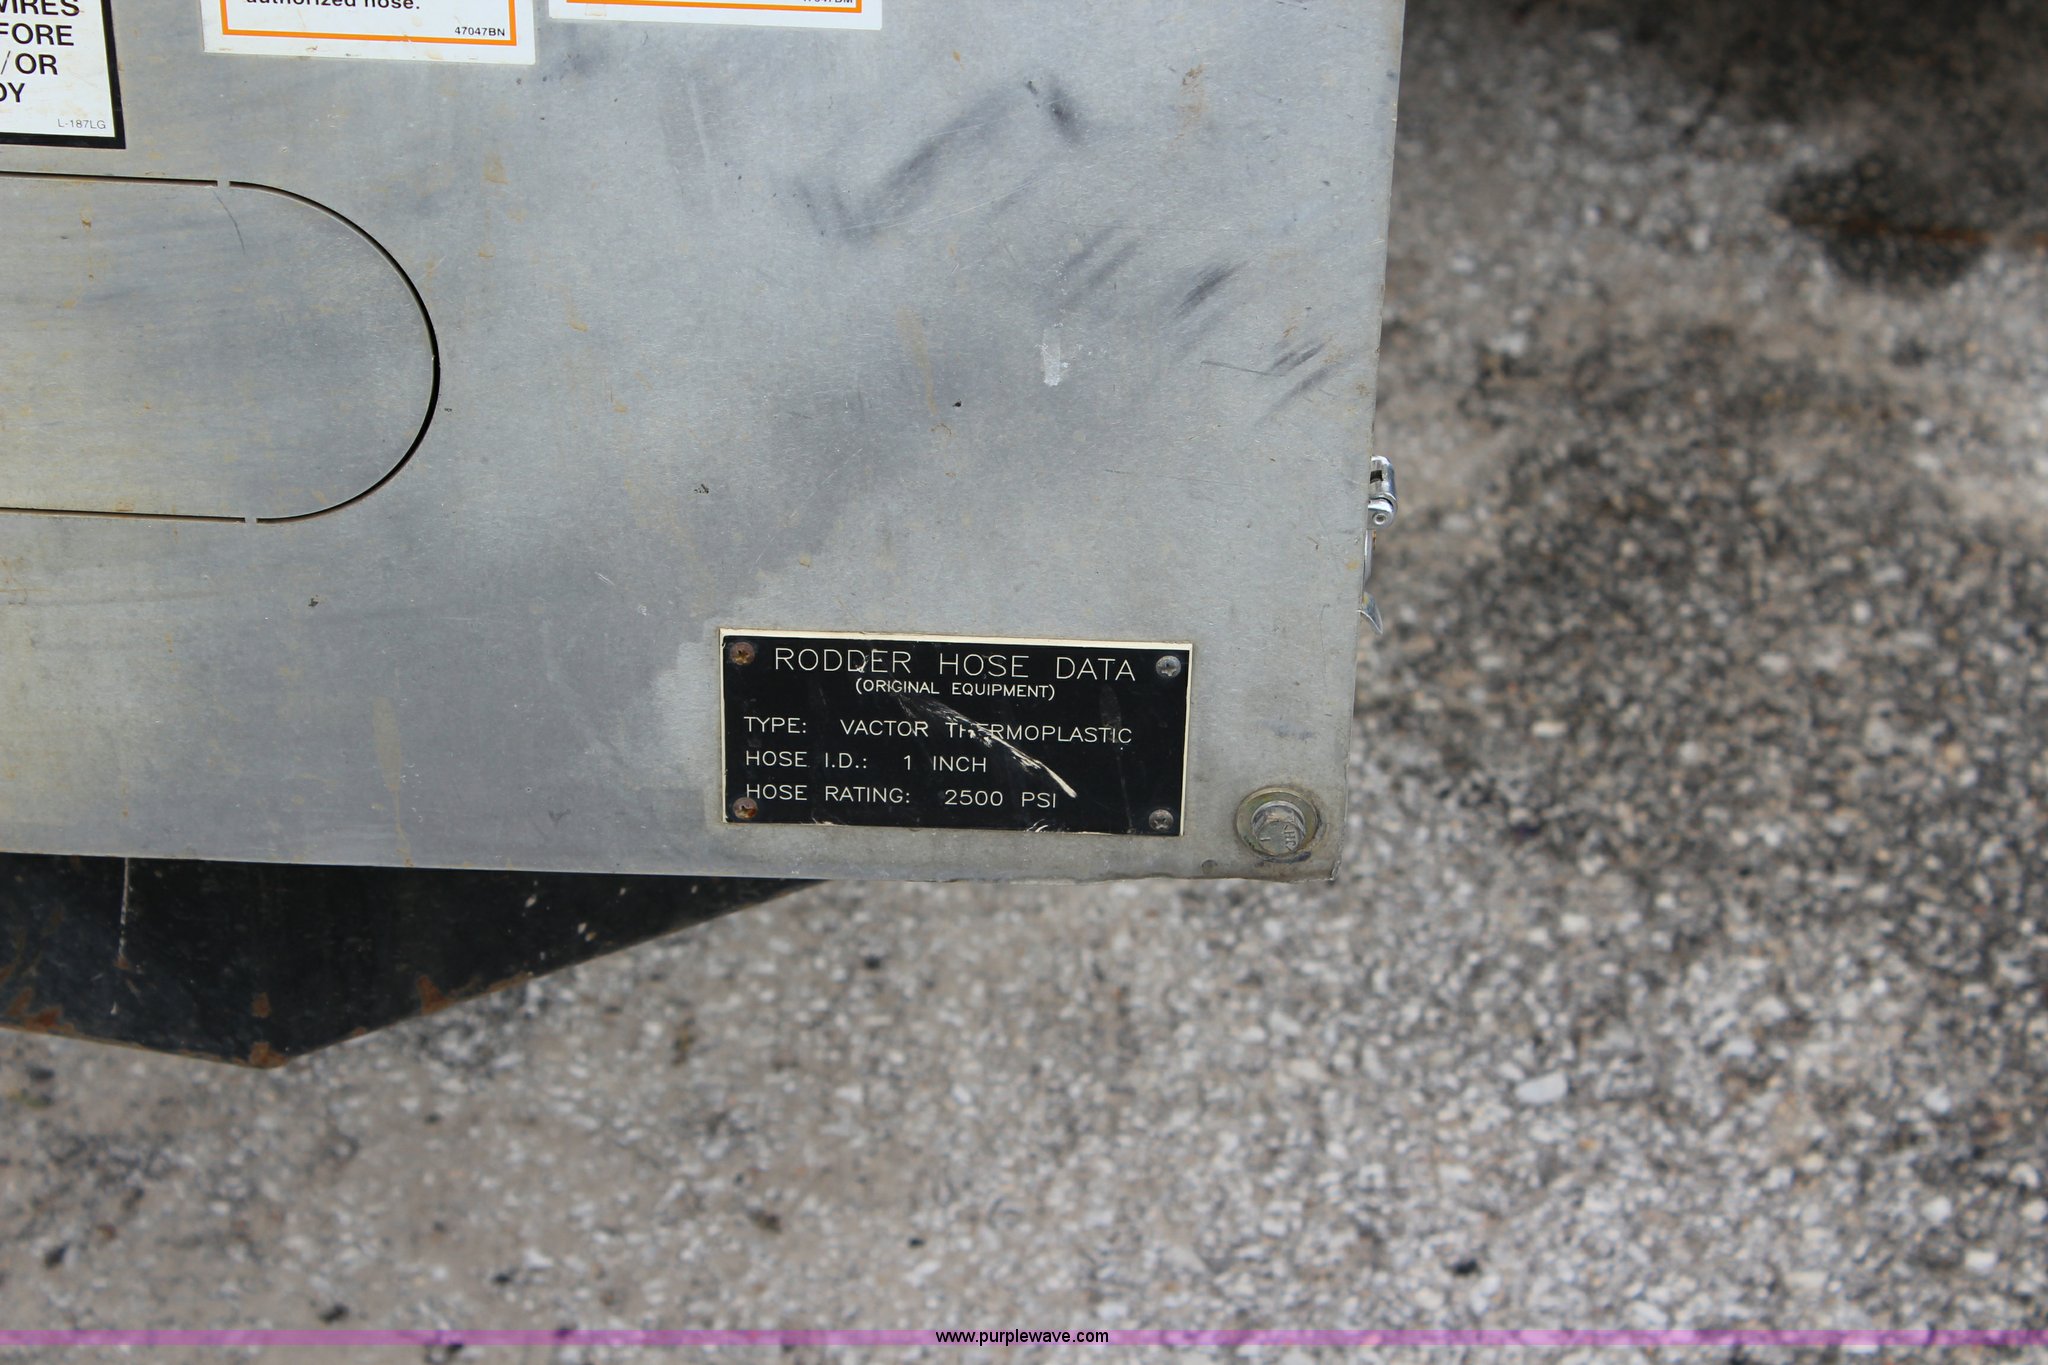 WIRES
FORE
/OR
DY
L-187LG
authorized hose.
47047BN
RODDER HOSE DATA
(ORIGINAL EQUIPMENT)
TYPE: VACTOR THERMOPLASTIC
HOSE I.D.: 1 INCH
HOSE RATING: 2500 PSI
www.purplewave.com